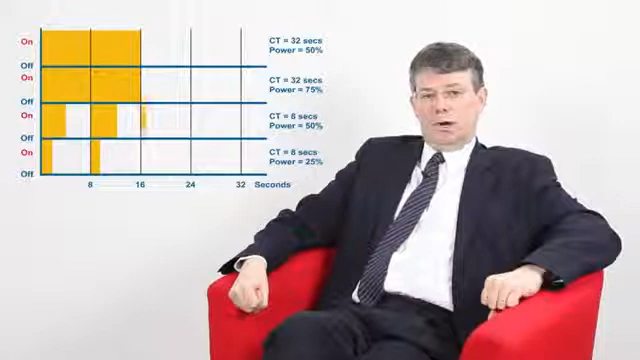 On
CT = 32 secs
Power = 50%
Off
On
CT = 32 secs
Power = 75%
Off
On
CT = 8 secs
Power = 50%
Off
On
CT = 8 secs
Power = 25%
Off
8 16 24 32 Seconds